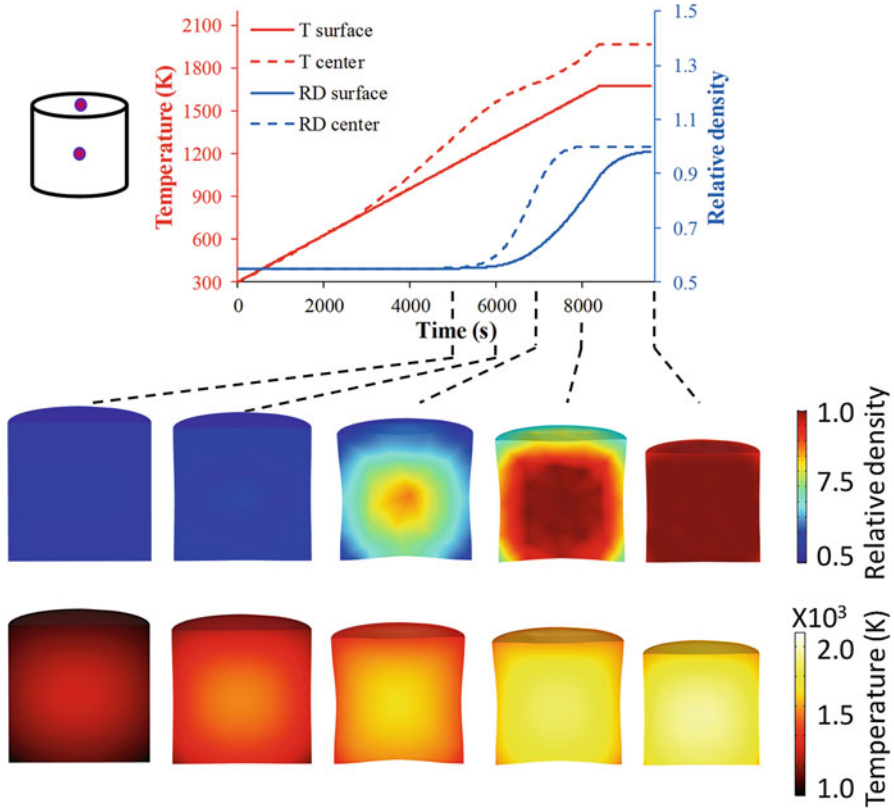 2100
1800
1500
1200
900
600
300
Temperature (K)
T surface
T center
RD surface
RD center
1.5
1.3
1.1
0.9
0.7
0.5
Relative density
0
2000
4000
6000
8000
Time (s)
1.0
7.5
0.5
Relative density
X10³
2.0
1.5
1.0
Temperature (K)